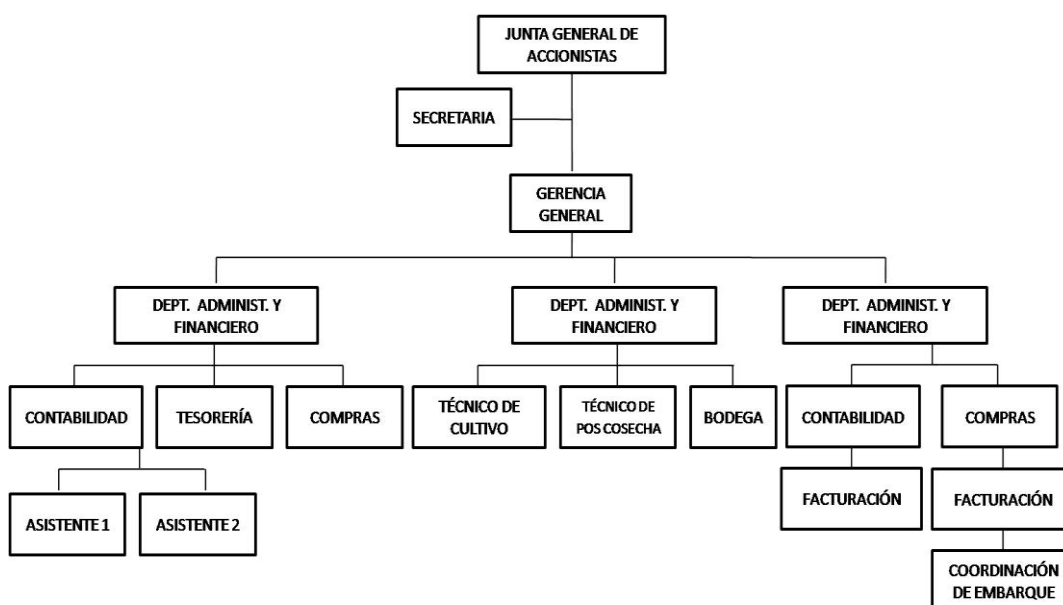 JUNTA GENERAL DE
ACCIONISTAS
SECRETARIA
GERENCIA
GENERAL
DEPT. ADMINIST. Y
FINANCIERO
DEPT. ADMINIST. Y
FINANCIERO
DEPT. ADMINIST. Y
FINANCIERO
CONTABILIDAD
TESORERÍA
COMPRAS
TÉCNICO DE
CULTIVO
TÉCNICO DE
POS COSECHA
BODEGA
CONTABILIDAD
COMPRAS
ASISTENTE 1
ASISTENTE 2
FACTURACIÓN
FACTURACIÓN
COORDINACIÓN
DE EMBARQUE